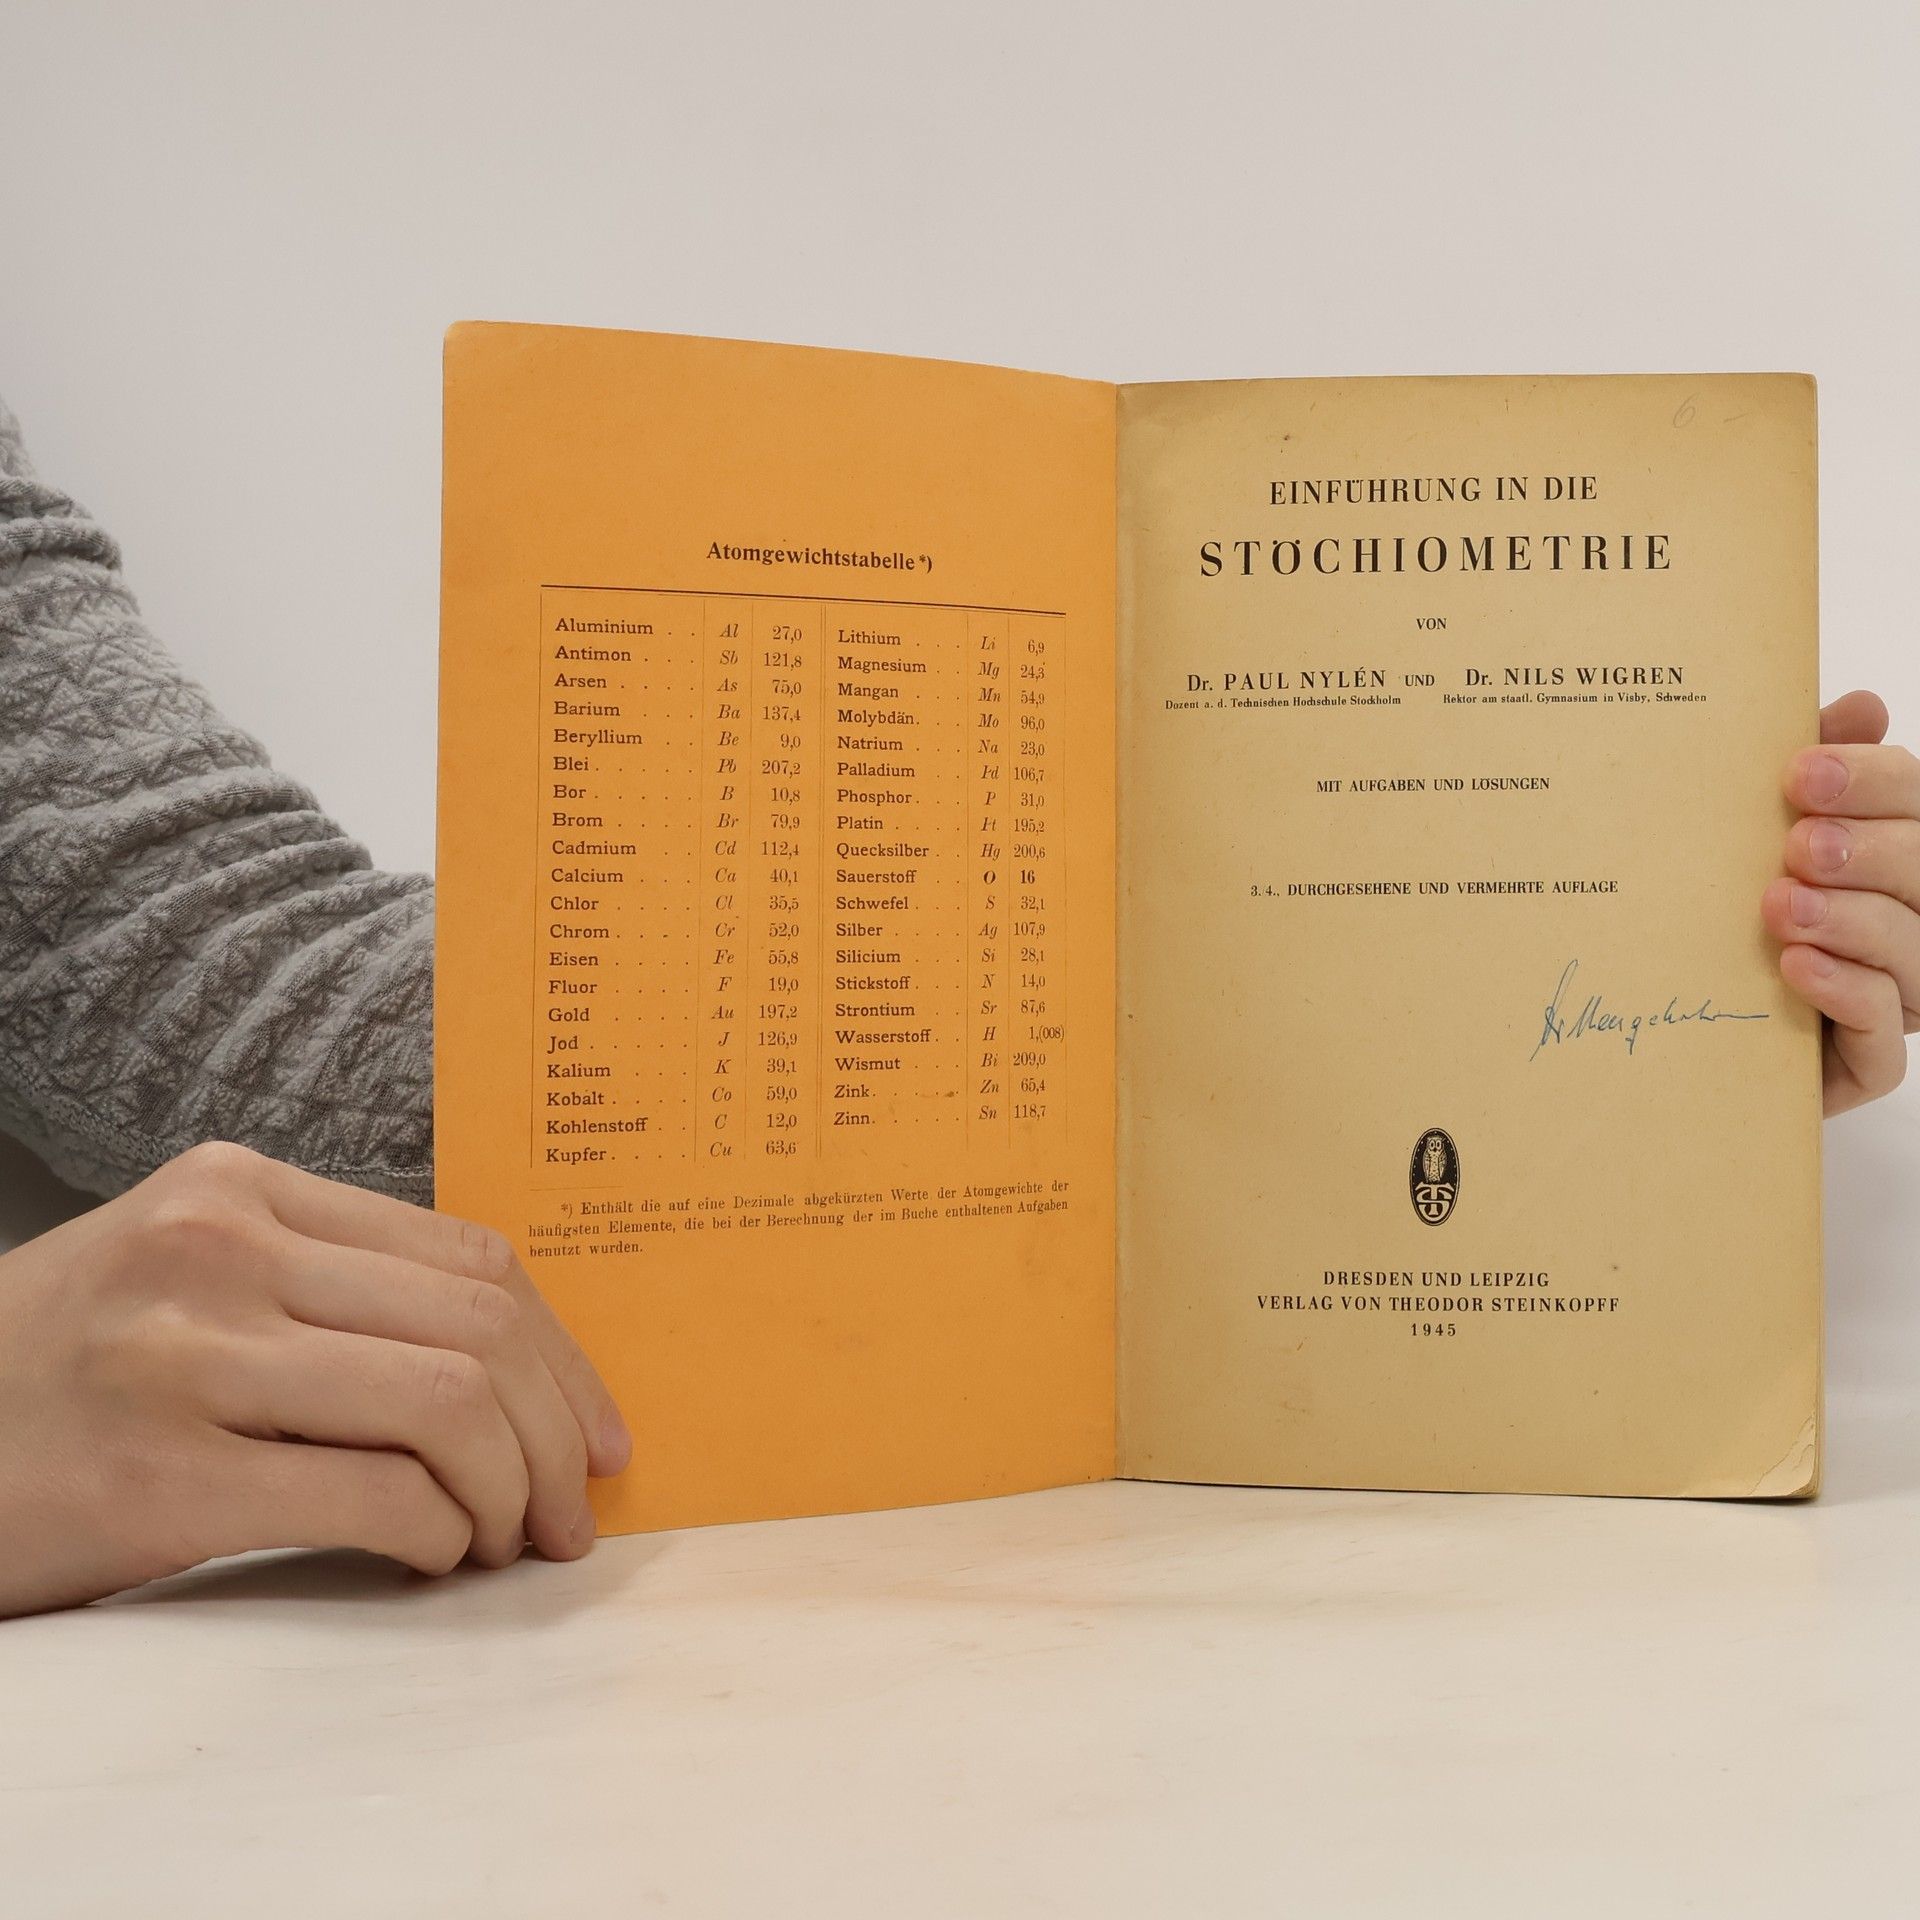 Atomgewichtstabelle *)
Aluminium . . Al 27,0
Antimon . . . Sb 121,8
Arsen . . . . As 75,0
Barium . . . Ba 137,4
Beryllium . . Be 9,0
Blei . . . . . Pb 207,2
Bor . . . . . B 10,8
Brom . . . . Br 79,9
Cadmium . . Cd 112,4
Calcium . . . Ca 40,1
Chlor . . . . Cl 35,5
Chrom . . . . Cr 52,0
Eisen . . . . Fe 55,8
Fluor . . . . F 19,0
Gold . . . . Au 197,2
Jod . . . . . J 126,9
Kalium . . . K 39,1
Kobalt . . . . Co 59,0
Kohlenstoff . . C 12,0
Kupfer . . . . Cu 63,6
Lithium . . . Li 6,9
Magnesium . . Mg 24,3
Mangan . . . Mn 54,9
Molybdän . . Mo 96,0
Natrium . . . Na 23,0
Palladium . . Pd 106,7
Phosphor . . . P 31,0
Platin . . . . Pt 195,2
Quecksilber . . Hg 200,6
Sauerstoff . . O 16
Schwefel . . . S 32,1
Silber . . . . Ag 107,9
Silicium . . . Si 28,1
Stickstoff . . . N 14,0
Strontium . . Sr 87,6
Wasserstoff . . H 1,(008)
Wismut . . . Bi 209,0
Zink . . . . . Zn 65,4
Zinn . . . . . Sn 118,7
*) Enthält die auf eine Dezimale abgekürzten Werte der Atomgewichte der
häufigsten Elemente, die bei der Berechnung der im Buche enthaltenen Aufgaben
benutzt wurden.
6 –
EINFÜHRUNG IN DIE
STÖCHIOMETRIE
VON
Dr. PAUL NYLÉN UND Dr. NILS WIGREN
Dozent a. d. Technischen Hochschule Stockholm Rektor am staatl. Gymnasium in Visby, Schweden
MIT AUFGABEN UND LÖSUNGEN
3./4., DURCHGESEHENE UND VERMEHRTE AUFLAGE
DRESDEN UND LEIPZIG
VERLAG VON THEODOR STEINKOPFF
1945